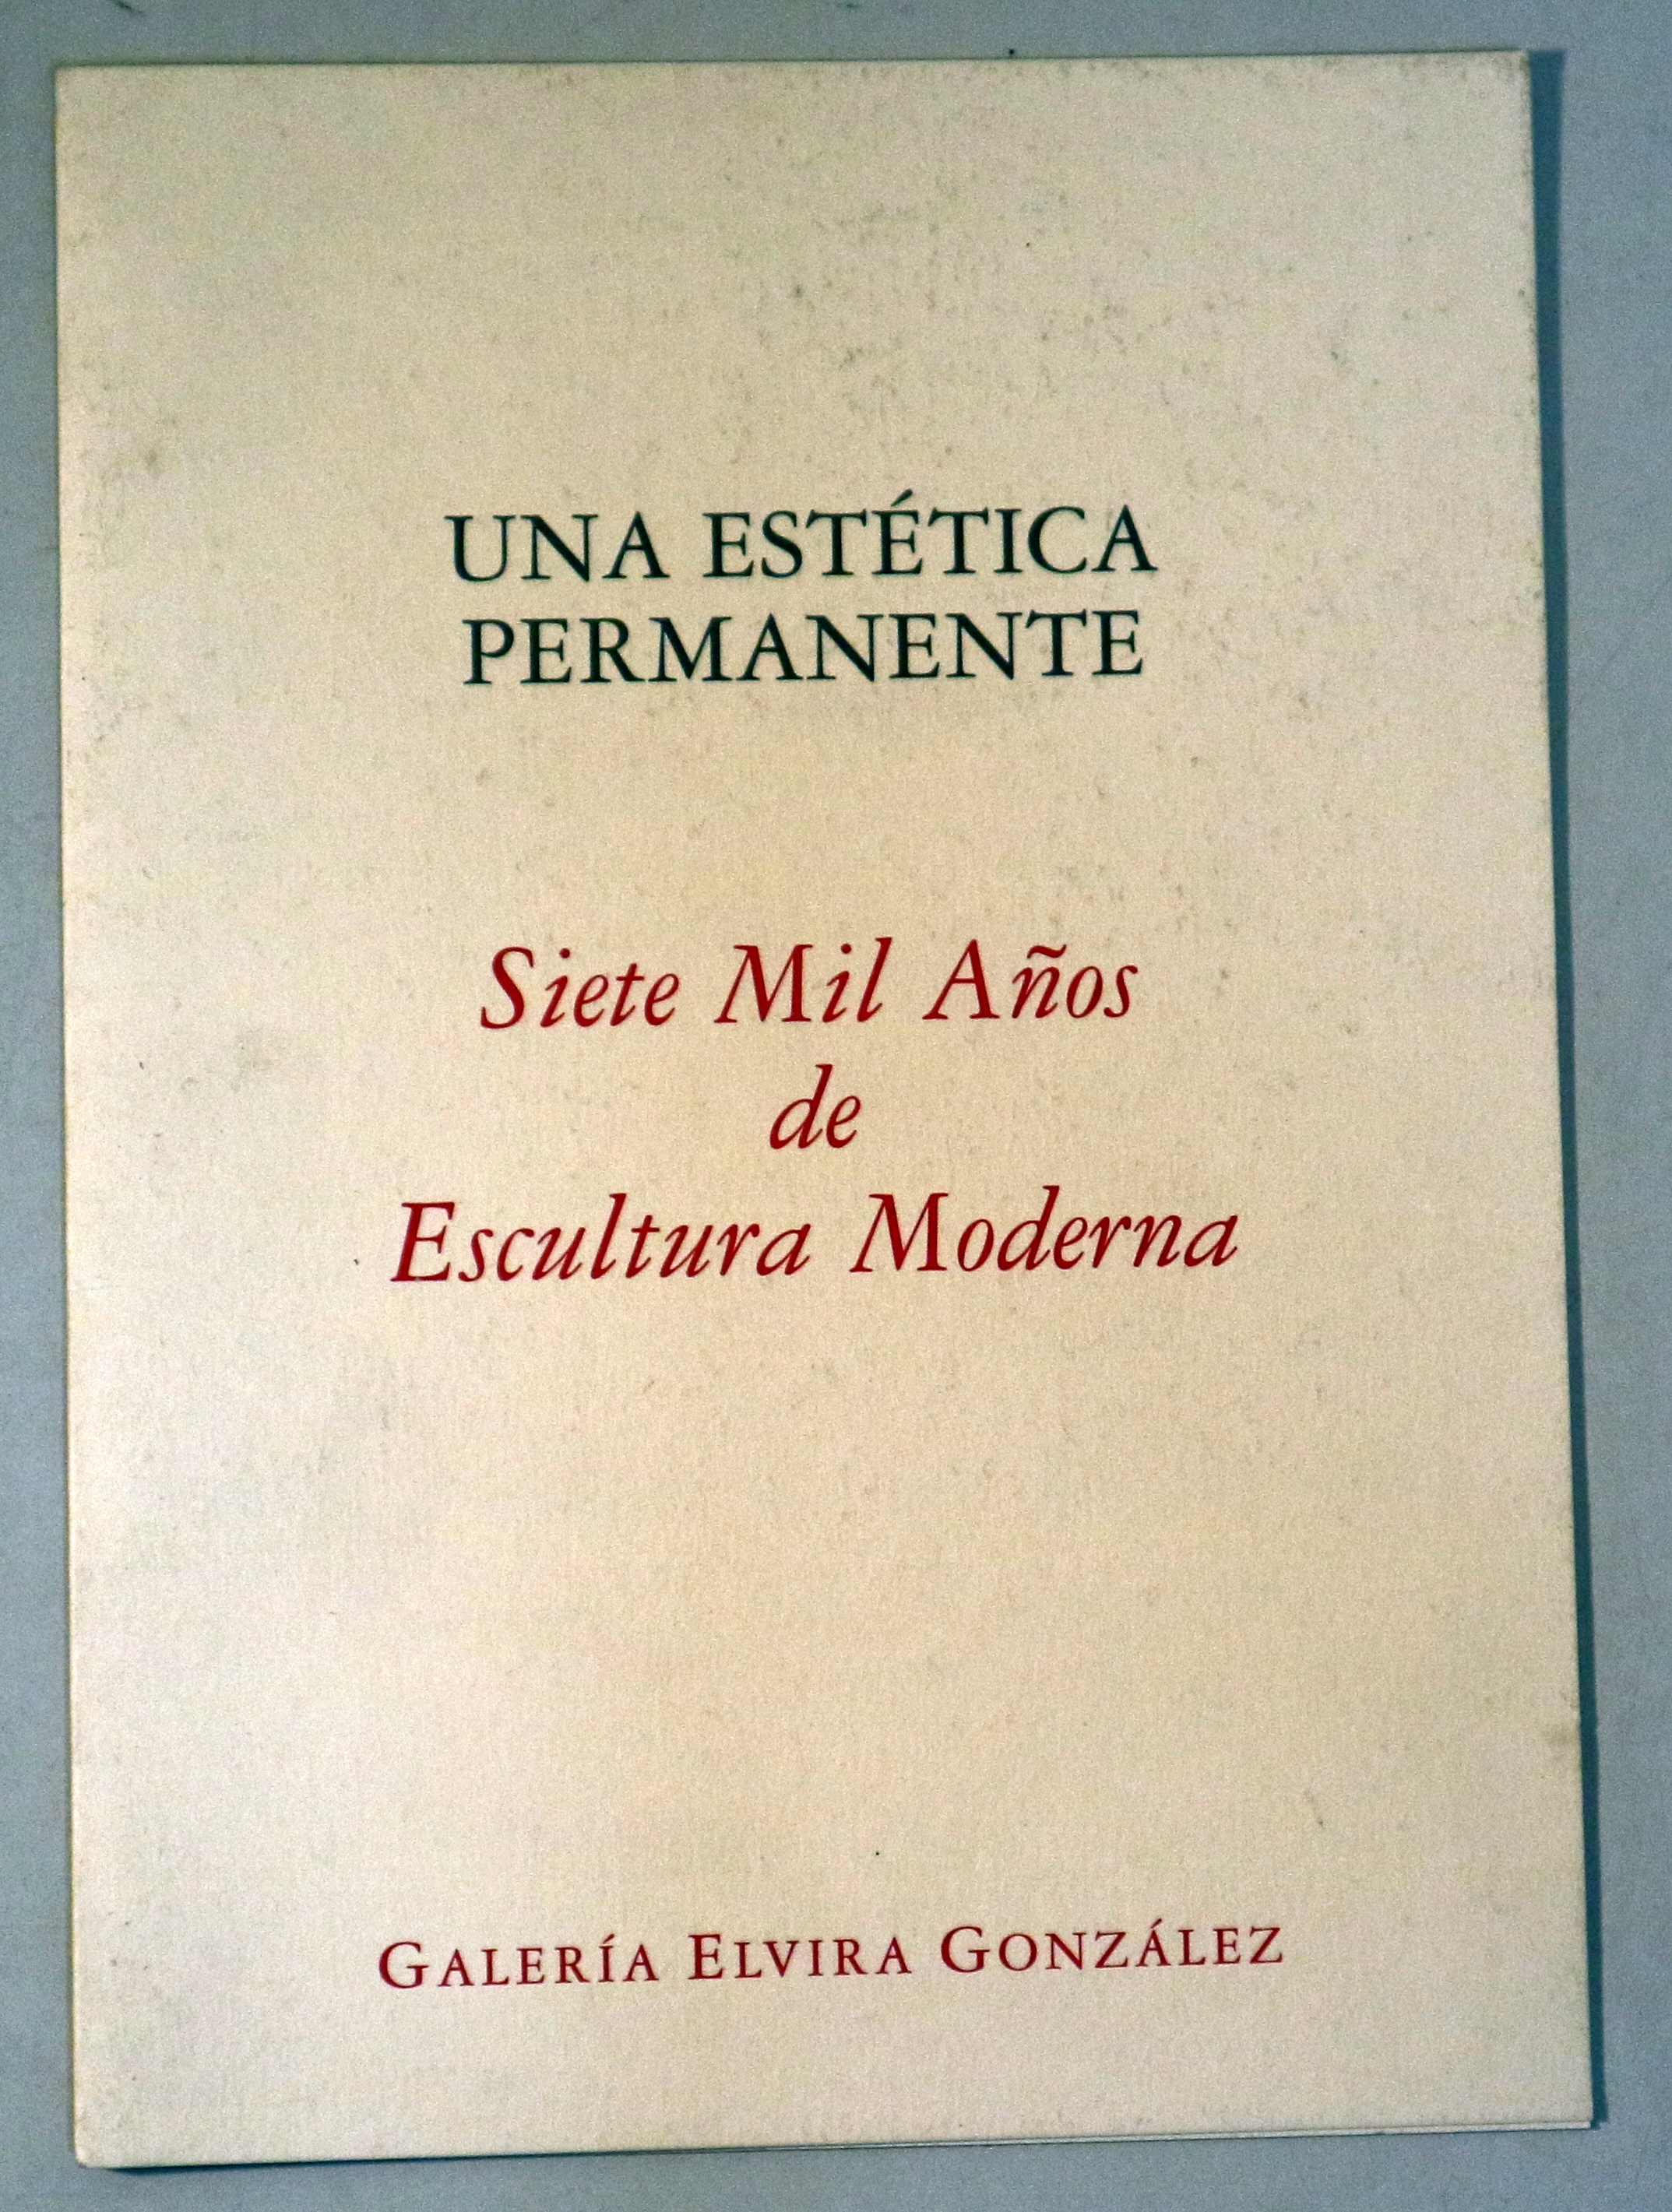 UNA ESTÉTICA
PERMANENTE
Siete Mil Años
de
Escultura Moderna
GALERÍA ELVIRA GONZÁLEZ